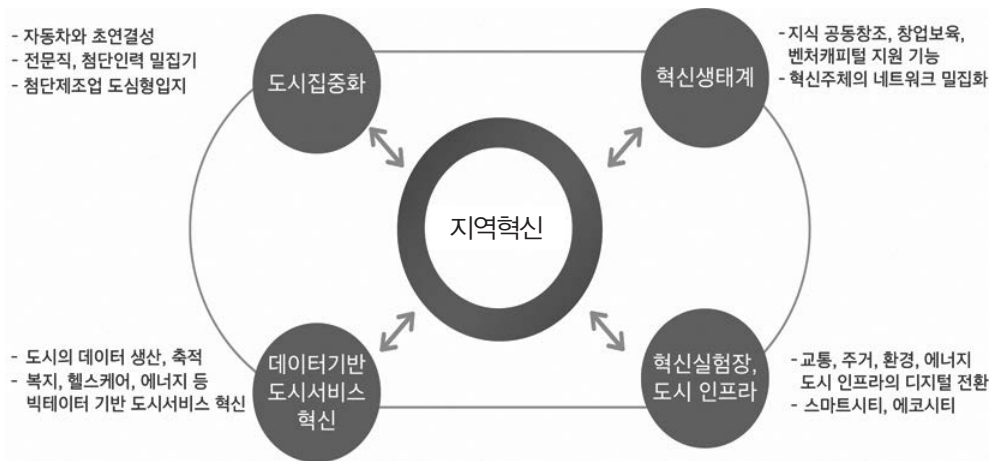 - 자동차와 초연결성
- 전문직, 첨단인력 밀집기
- 첨단제조업 도심형입지
도시집중화
혁신생태계
- 지식 공동창조, 창업보육,
벤처캐피털 지원 기능
- 혁신주체의 네트워크 밀집화
지역혁신
- 도시의 데이터 생산, 축적
- 복지, 헬스케어, 에너지 등
빅테이터 기반 도시서비스 혁신
데이터기반
도시서비스
혁신
혁신실험장,
도시 인프라
- 교통, 주거, 환경, 에너지
도시 인프라의 디지털 전환
- 스마트시티, 에코시티